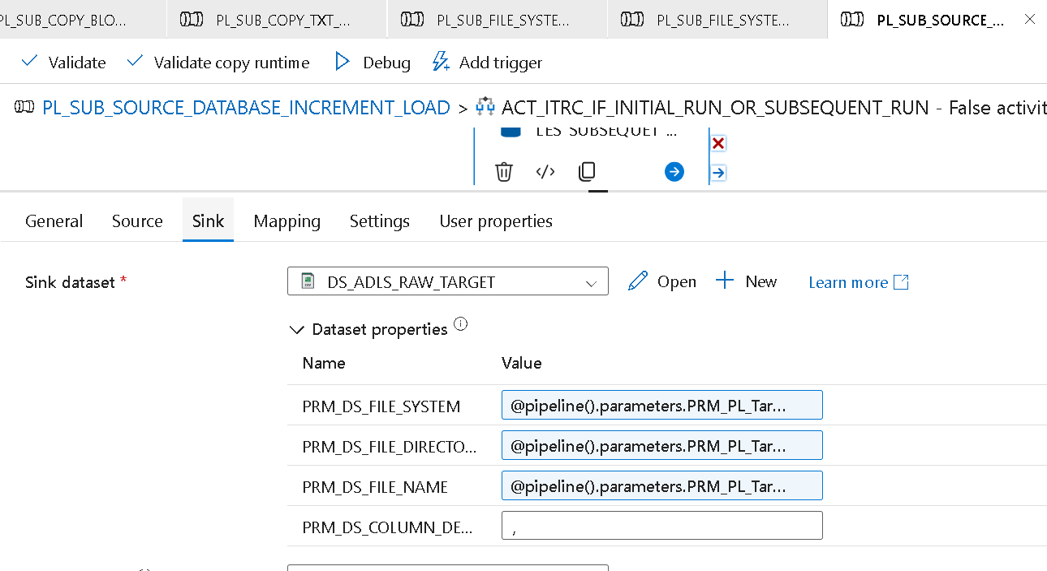 PL_SUB_COPY_BLO...
PL_SUB_COPY_TXT_...
PL_SUB_FILE_SYSTE...
PL_SUB_FILE_SYSTE...
PL_SUB_SOURCE_...
Validate
Validate copy runtime
Debug
Add trigger
PL_SUB_SOURCE_DATABASE_INCREMENT_LOAD > ACT_ITRC_IF_INITIAL_RUN_OR_SUBSEQUENT_RUN - False activit
LES_SUBSEQUET_...
General
Source
Sink
Mapping
Settings
User properties
Sink dataset *
DS_ADLS_RAW_TARGET
Open
New
Learn more
Dataset properties
Name
Value
PRM_DS_FILE_SYSTEM
@pipeline().parameters.PRM_PL_Tar...
PRM_DS_FILE_DIRECTO...
@pipeline().parameters.PRM_PL_Tar...
PRM_DS_FILE_NAME
@pipeline().parameters.PRM_PL_Tar...
PRM_DS_COLUMN_DE...
,